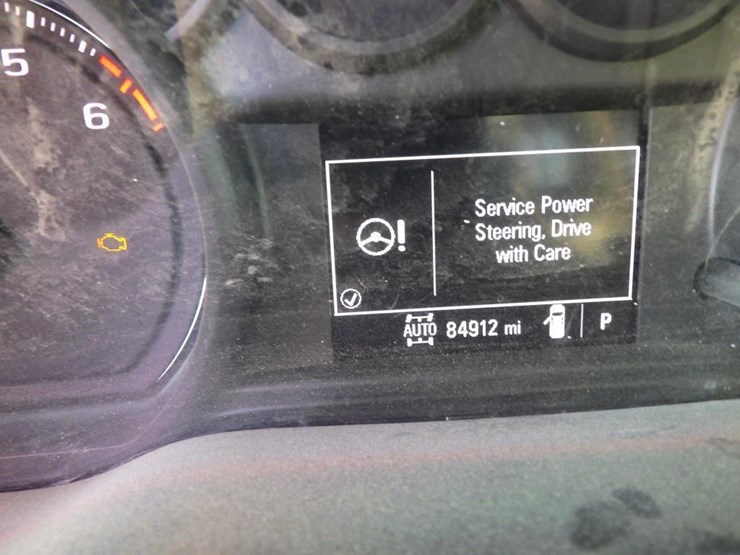 5
6
Service Power
Steering, Drive
with Care
AUTO 84912 mi P